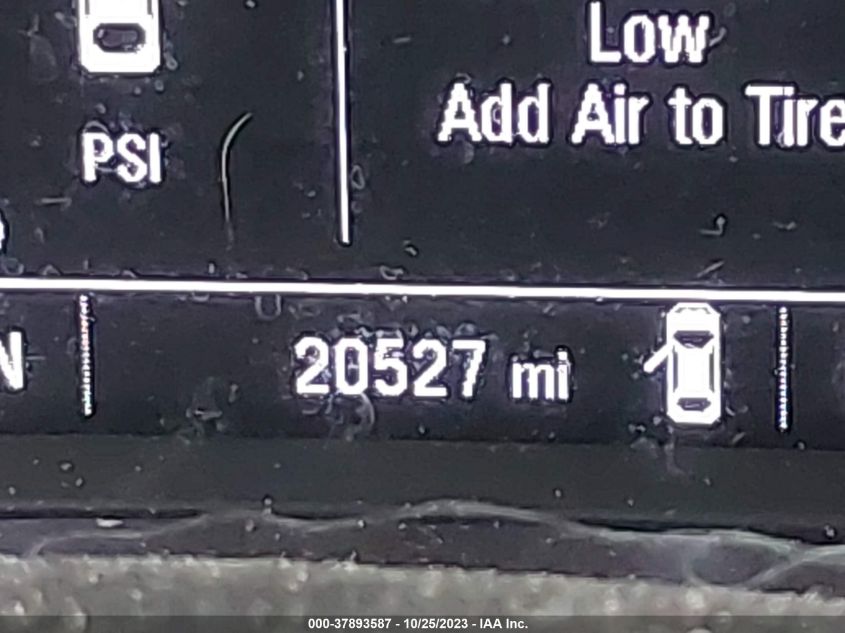 Low
Add Air to Tire
PSI
N
20527 mi
000-37893587 - 10/25/2023 - IAA Inc.